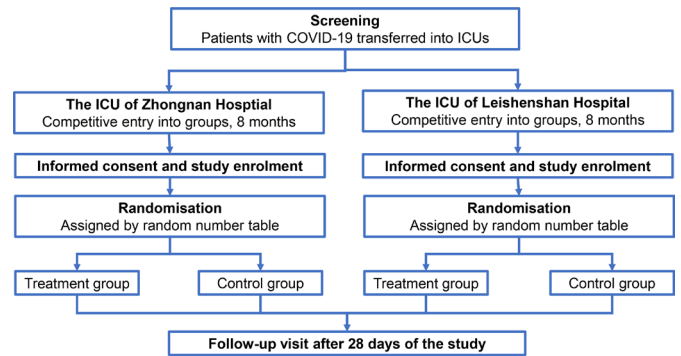 Screening
Patients with COVID-19 transferred into ICUs
The ICU of Zhongnan Hosptial
Competitive entry into groups, 8 months
The ICU of Leishenshan Hospital
Competitive entry into groups, 8 months
Informed consent and study enrolment
Informed consent and study enrolment
Randomisation
Assigned by random number table
Randomisation
Assigned by random number table
Treatment group
Control group
Treatment group
Control group
Follow-up visit after 28 days of the study